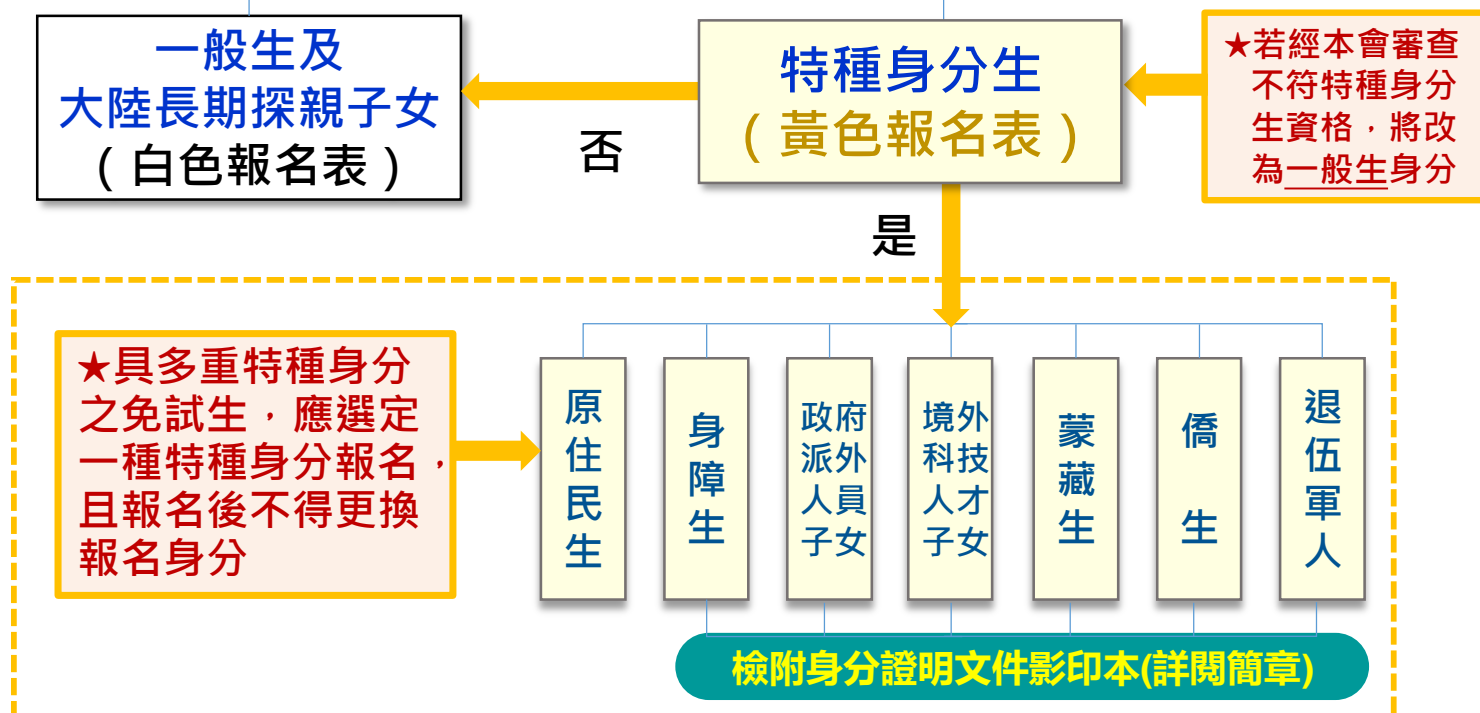 一般生及
大陸長期探親子女
(白色報名表)
否
特種身分生
(黃色報名表)
★若經本會審查
不符特種身分
生資格,將改
為一般生身分
是
★具多重特種身分
之免試生,應選定
一種特種身分報名,
且報名後不得更換
報名身分
原住民生
身障生
政府
派外
人員
子女
境外
科技
人才
子女
蒙藏生
僑生
退伍軍人
檢附身分證明文件影印本(詳閱簡章)